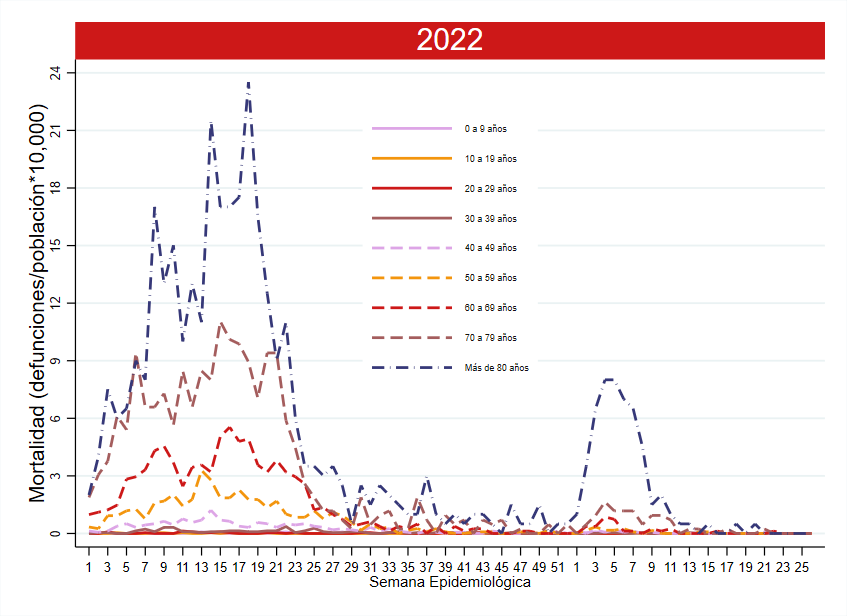 2022
Mortalidad (defunciones/población*10,000)
24
21
18
15
12
9
6
3
0
0 a 9 años
10 a 19 años
20 a 29 años
30 a 39 años
40 a 49 años
50 a 59 años
60 a 69 años
70 a 79 años
Más de 80 años
1 3 5 7 9 11 13 15 17 19 21 23 25 27 29 31 33 35 37 39 41 43 45 47 49 51 1 3 5 7 9 11 13 15 17 19 21 23 25
Semana Epidemiológica